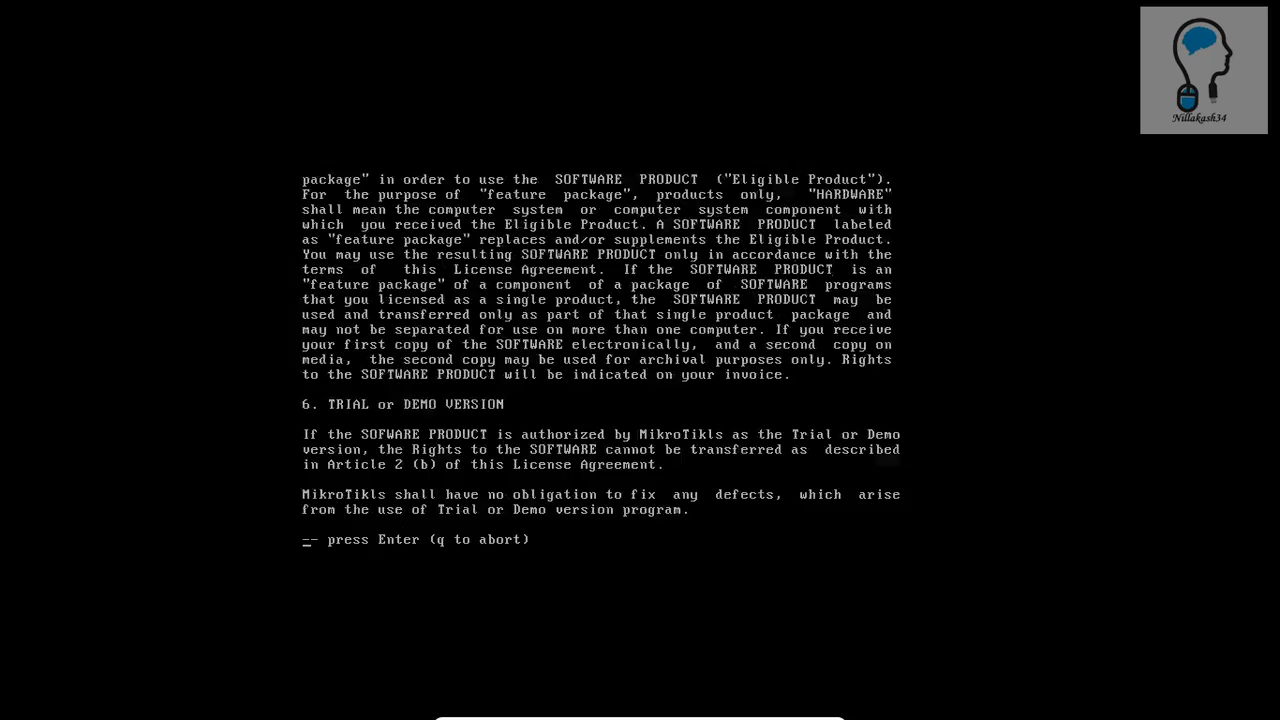 Nillakash34
package" in order to use the SOFTWARE PRODUCT ("Eligible Product").
For the purpose of "feature package", products only, "HARDWARE"
shall mean the computer system or computer system component with
which you received the Eligible Product. A SOFTWARE PRODUCT labeled
as "feature package" replaces and/or supplements the Eligible Product.
You may use the resulting SOFTWARE PRODUCT only in accordance with the
terms of this License Agreement. If the SOFTWARE PRODUCT is an
"feature package" of a component of a package of SOFTWARE programs
that you licensed as a single product, the SOFTWARE PRODUCT may be
used and transferred only as part of that single product package and
may not be separated for use on more than one computer. If you receive
your first copy of the SOFTWARE electronically, and a second copy on
media, the second copy may be used for archival purposes only. Rights
to the SOFTWARE PRODUCT will be indicated on your invoice.
6. TRIAL or DEMO VERSION
If the SOFWARE PRODUCT is authorized by MikroTikls as the Trial or Demo
version, the Rights to the SOFTWARE cannot be transferred as described
in Article 2 (b) of this License Agreement.
MikroTikls shall have no obligation to fix any defects, which arise
from the use of Trial or Demo version program.
-- press Enter (q to abort)